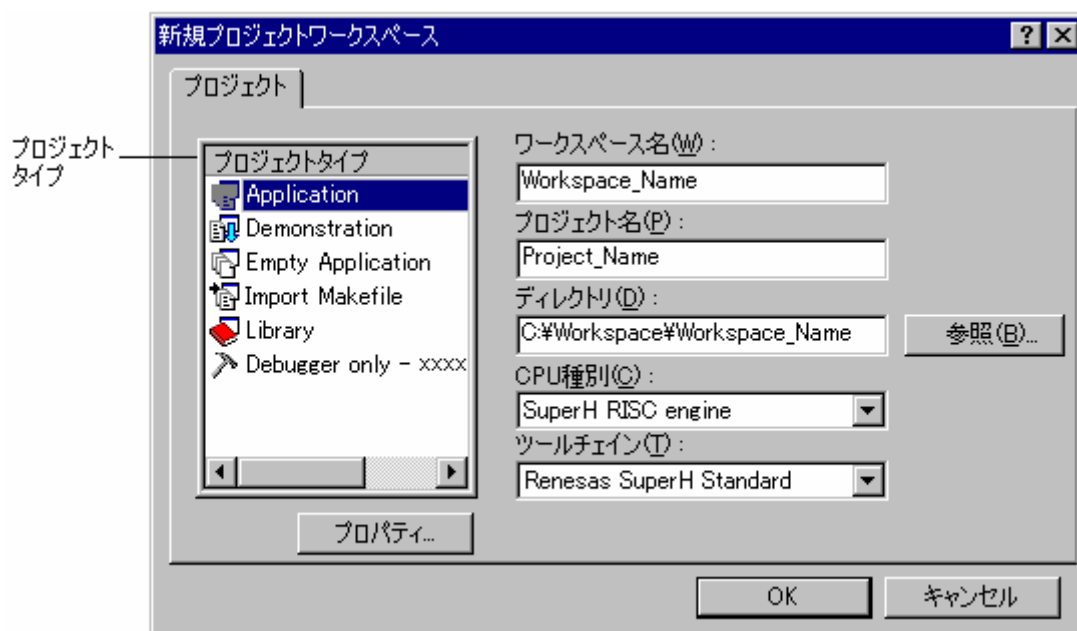 新規プロジェクトワークスペース
プロジェクト
プロジェクト
タイプ
プロジェクトタイプ
Application
Demonstration
Empty Application
Import Makefile
Library
Debugger only - xxxx
プロパティ...
ワークスペース名(W):
Workspace_Name
プロジェクト名(P):
Project_Name
ディレクトリ(D):
C:¥Workspace¥Workspace_Name
参照(B)...
CPU種別(C):
SuperH RISC engine
ツールチェイン(T):
Renesas SuperH Standard
OK
キャンセル